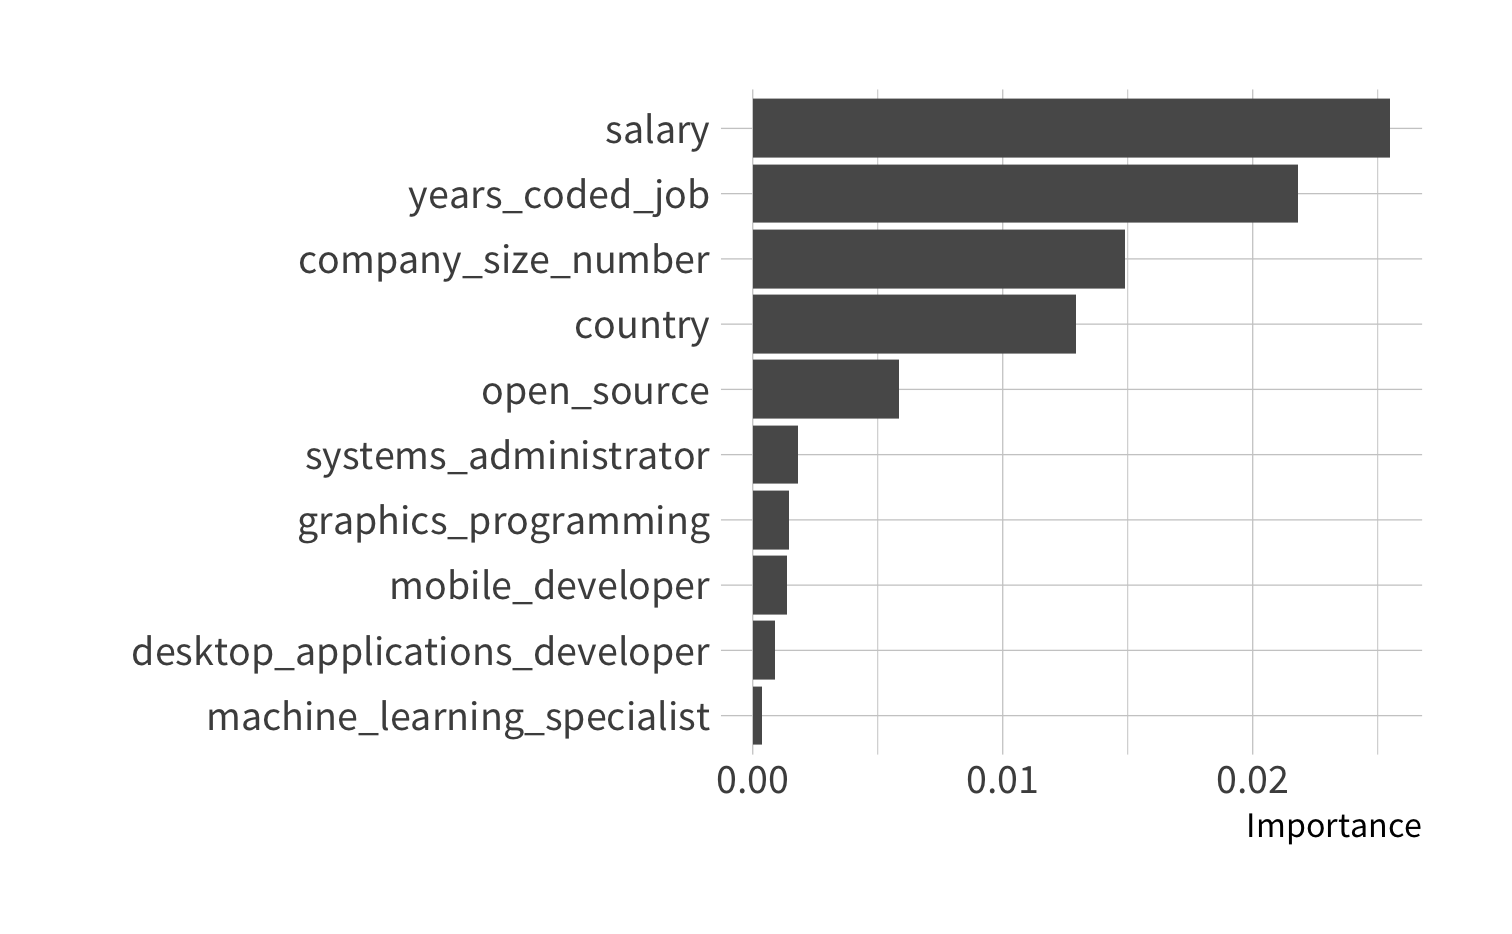 salary
years_coded_job
company_size_number
country
open_source
systems_administrator
graphics_programming
mobile_developer
desktop_applications_developer
machine_learning_specialist
0.00 0.01 0.02
Importance